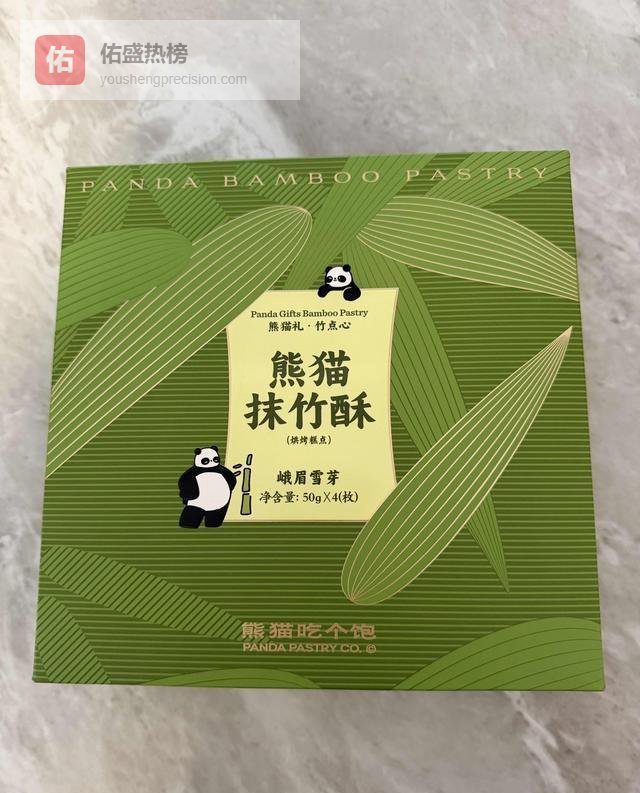 佑
佑盛热榜
youshengprecision.com
PANDA BAMBOO PASTRY
Panda Gifts Bamboo Pastry
熊猫礼·竹点心
熊猫
抹竹酥
(烘烤糕点)
峨眉雪芽
净含量: 50g×4(枚)
熊猫吃个饱
PANDA PASTRY CO. ©